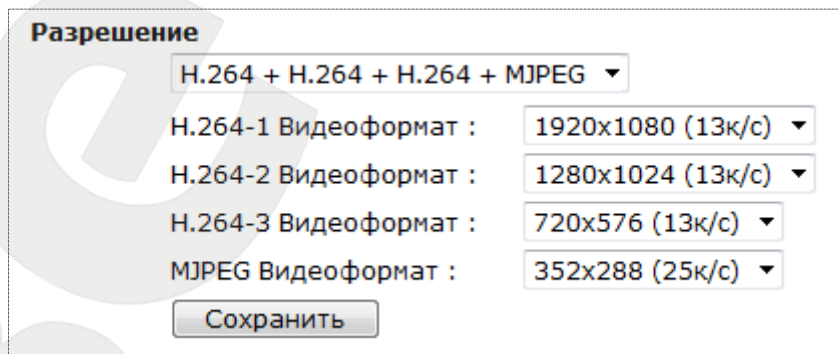 Разрешение
H.264 + H.264 + H.264 + MJPEG
H.264-1 Видеоформат : 1920x1080 (13к/с)
H.264-2 Видеоформат : 1280x1024 (13к/с)
H.264-3 Видеоформат : 720x576 (13к/с)
MJPEG Видеоформат : 352x288 (25к/с)
Сохранить